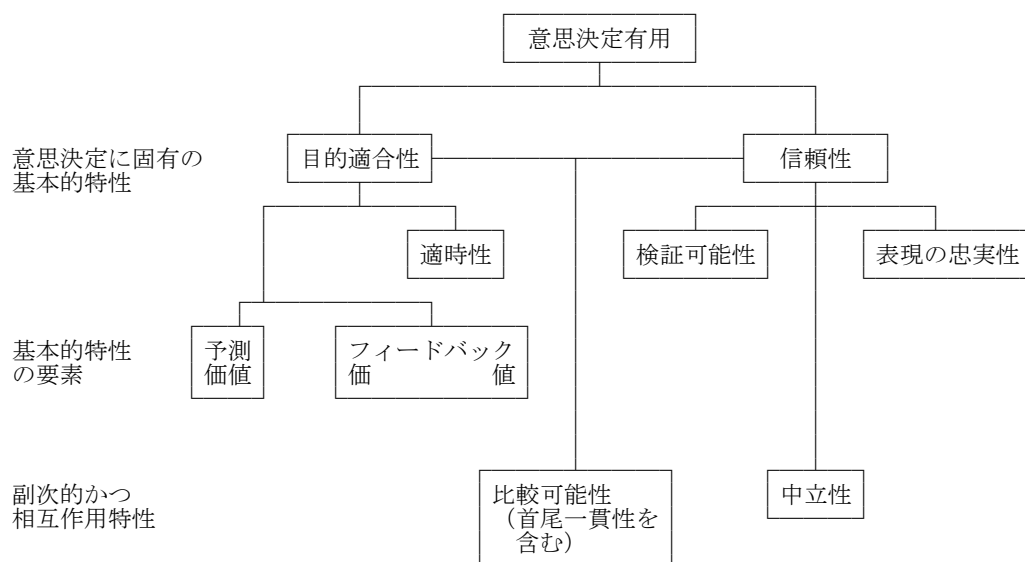 意思決定有用
意思決定に固有の
基本的特性
目的適合性
信頼性
適時性
検証可能性
表現の忠実性
基本的特性
の要素
予測
価値
フィードバック
価 値
副次的かつ
相互作用特性
比較可能性
(首尾一貫性を
含む)
中立性